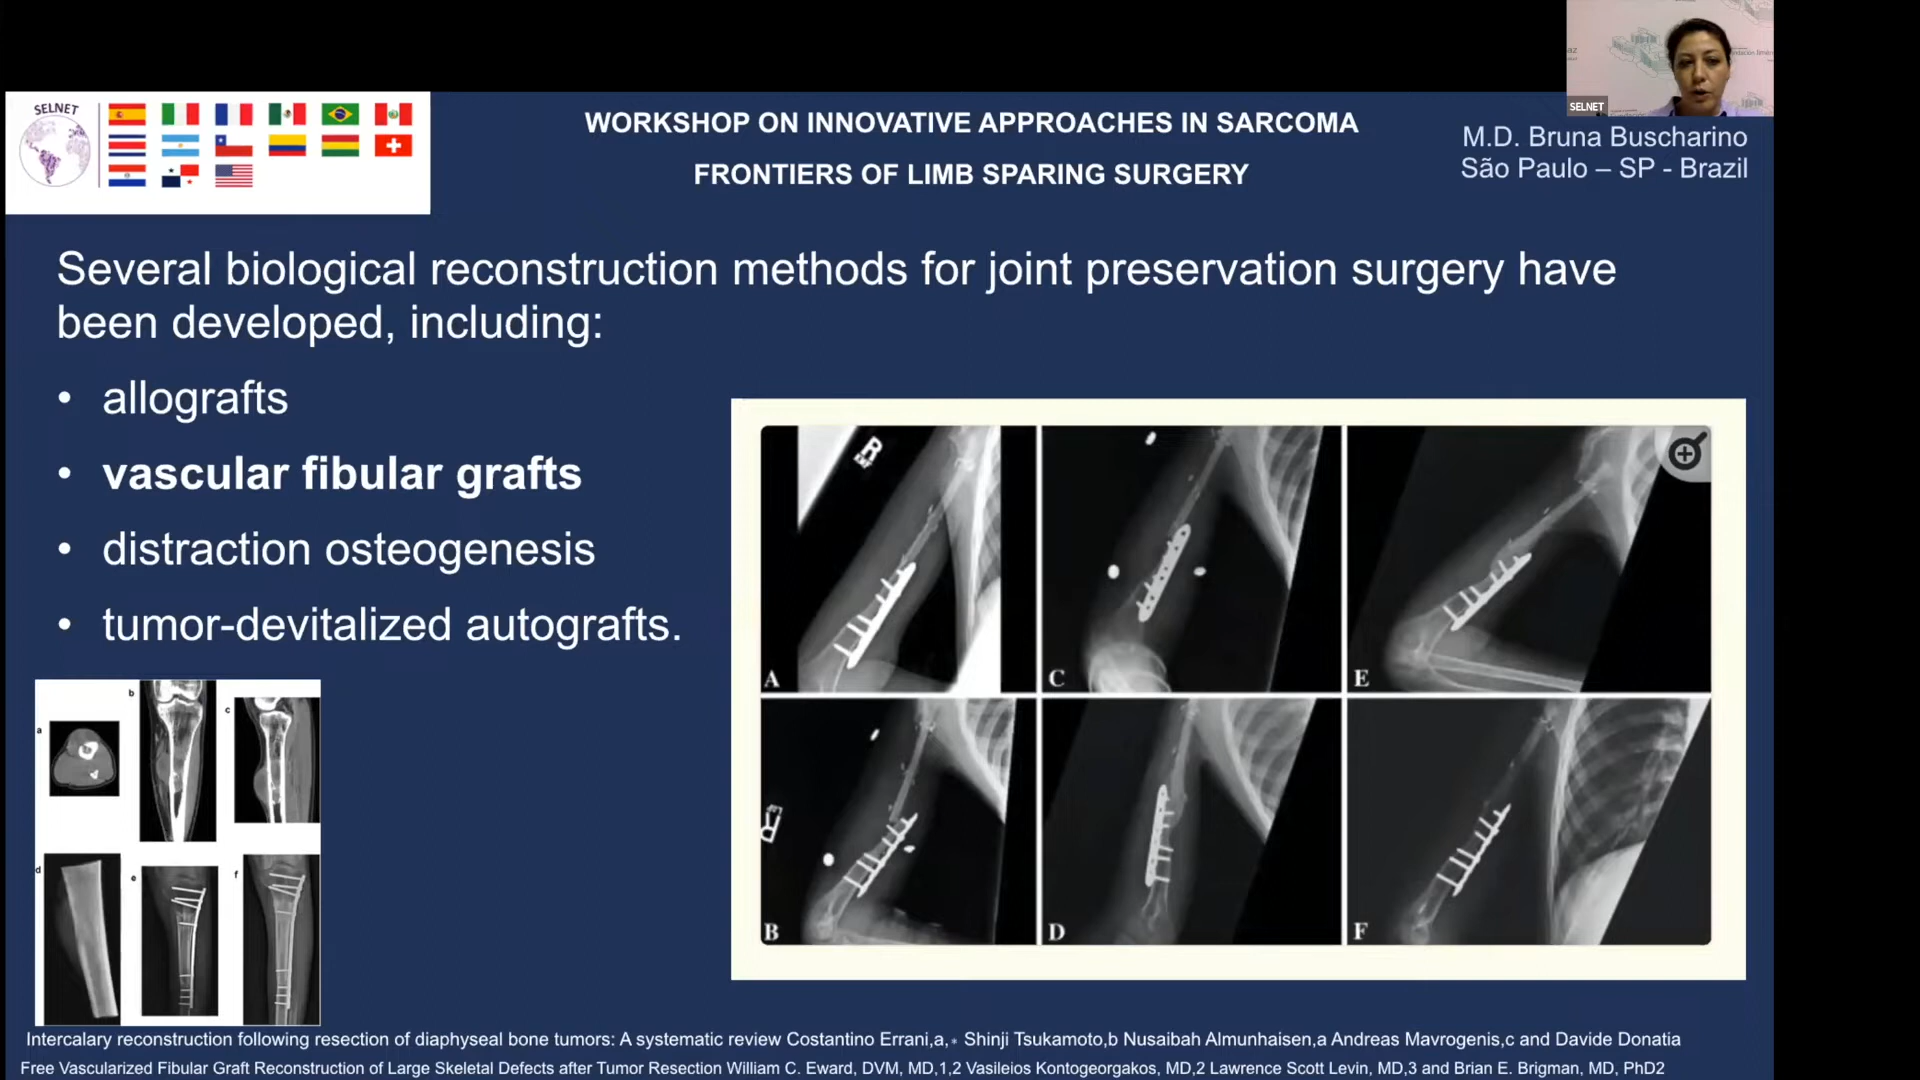 SELNET
SELNET
WORKSHOP ON INNOVATIVE APPROACHES IN SARCOMA
FRONTIERS OF LIMB SPARING SURGERY
M.D. Bruna Buscharino
São Paulo – SP - Brazil
Several biological reconstruction methods for joint preservation surgery have
been developed, including:
• allografts
• vascular fibular grafts
• distraction osteogenesis
• tumor-devitalized autografts.
R
A
C
E
R
B
D
F
a
b
c
d
e
f
Intercalary reconstruction following resection of diaphyseal bone tumors: A systematic review Costantino Errani,a,* Shinji Tsukamoto,b Nusaibah Almunhaisen,a Andreas Mavrogenis,c and Davide Donatia
Free Vascularized Fibular Graft Reconstruction of Large Skeletal Defects after Tumor Resection William C. Eward, DVM, MD,1,2 Vasileios Kontogeorgakos, MD,2 Lawrence Scott Levin, MD,3 and Brian E. Brigman, MD, PhD2